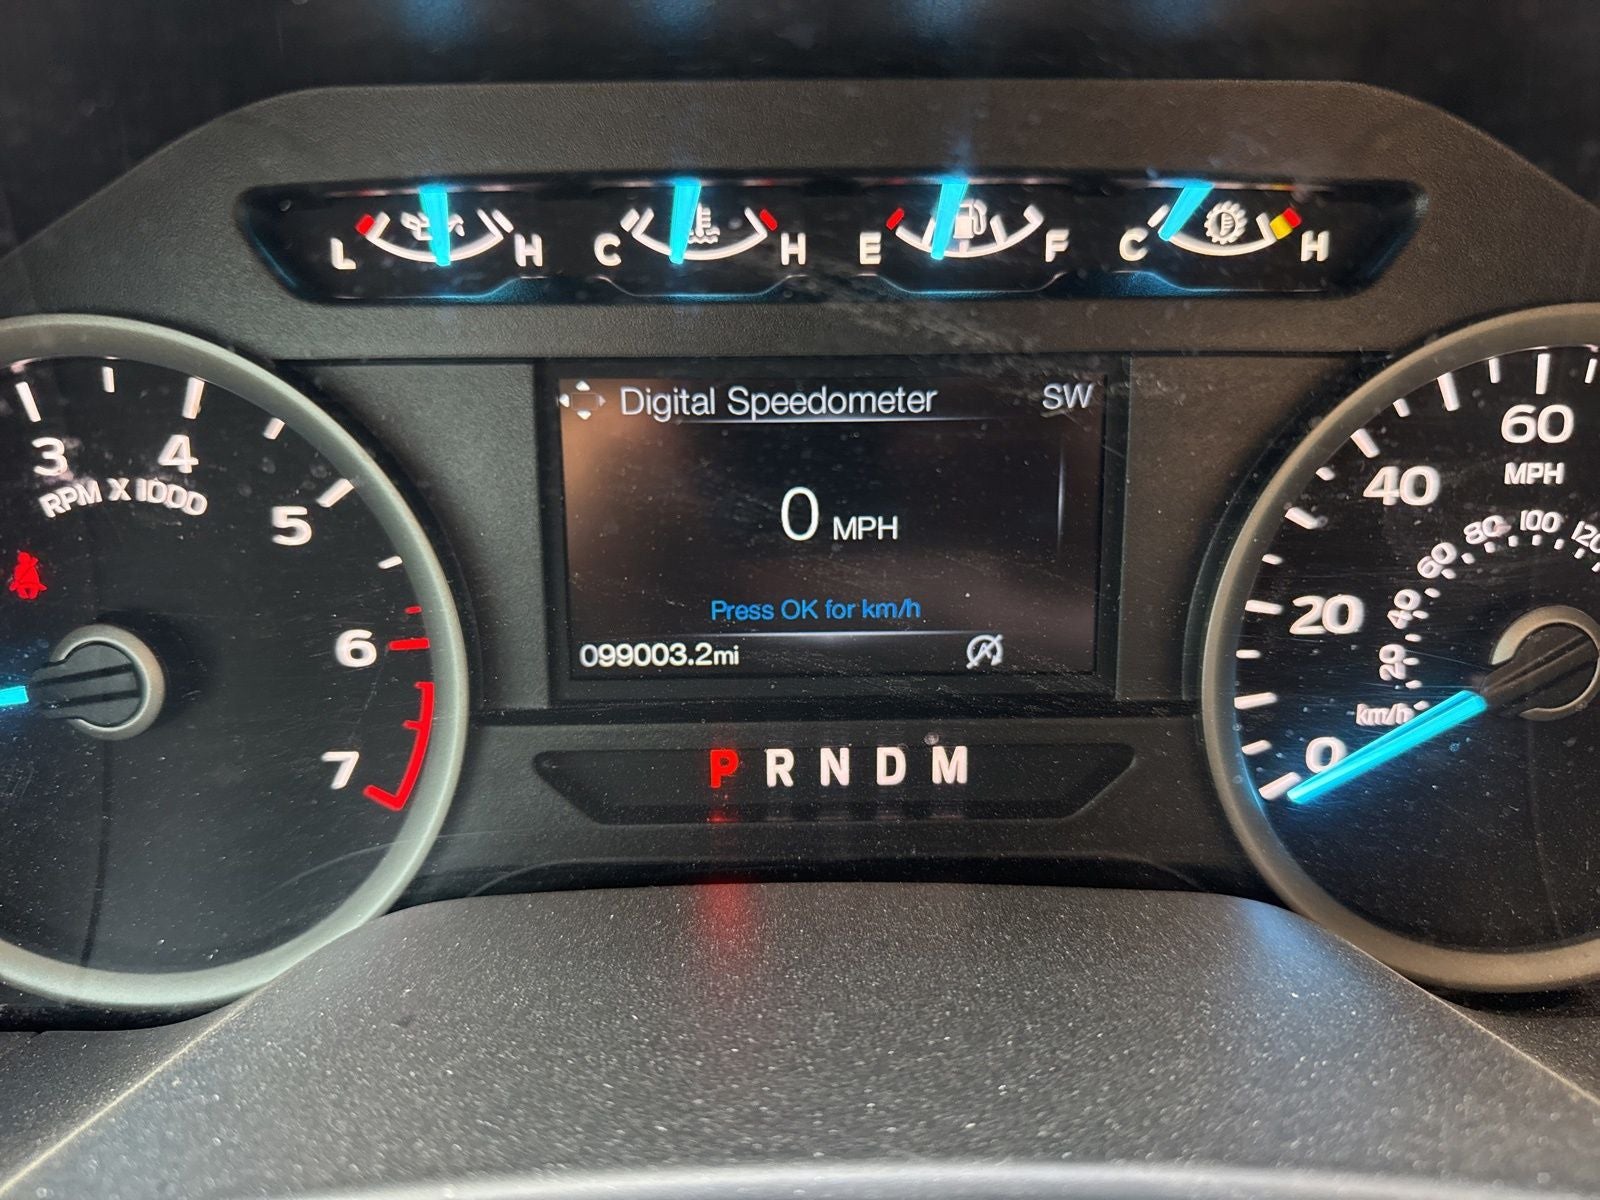 L H C H E F C H
Digital Speedometer SW
0 MPH
Press OK for km/h
099003.2mi
P R N D M
3 4 5 6 7
RPM X 1000
0 20 40 60
MPH
20 40 60 80 100 120
km/h